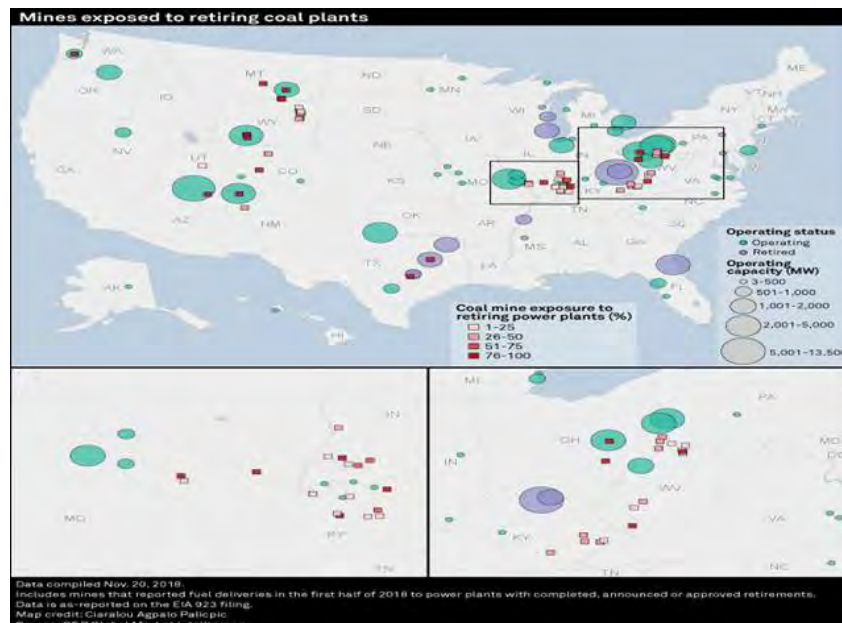 Mines exposed to retiring coal plants
WA
MT
ND
MN
ME
OR
ID
SD
WI
MI
NY
CT
WY
NE
IA
PA
NV
UT
CO
IL
IN
CA
KS
MO
KY
WV
VA
AZ
NM
OK
AR
TN
NC
SC
TX
LA
MS
AL
GA
FL
AK
HI
Operating status
Operating
Retired
Operating
capacity (MW)
3-500
501-1,000
1,001-2,000
2,001-5,000
5,001-13,500
Coal mine exposure to
retiring power plants (%)
1-25
26-50
51-75
76-100
IN
MO
KY
TN
MI
PA
OH
MD
DC
IN
WV
VA
KY
TN
NC
Data compiled Nov. 20, 2018.
Includes mines that reported fuel deliveries in the first half of 2018 to power plants with completed, announced or approved retirements.
Data is as-reported on the EIA 923 filing.
Map credit: Ciaralou Agpalo Palicpic